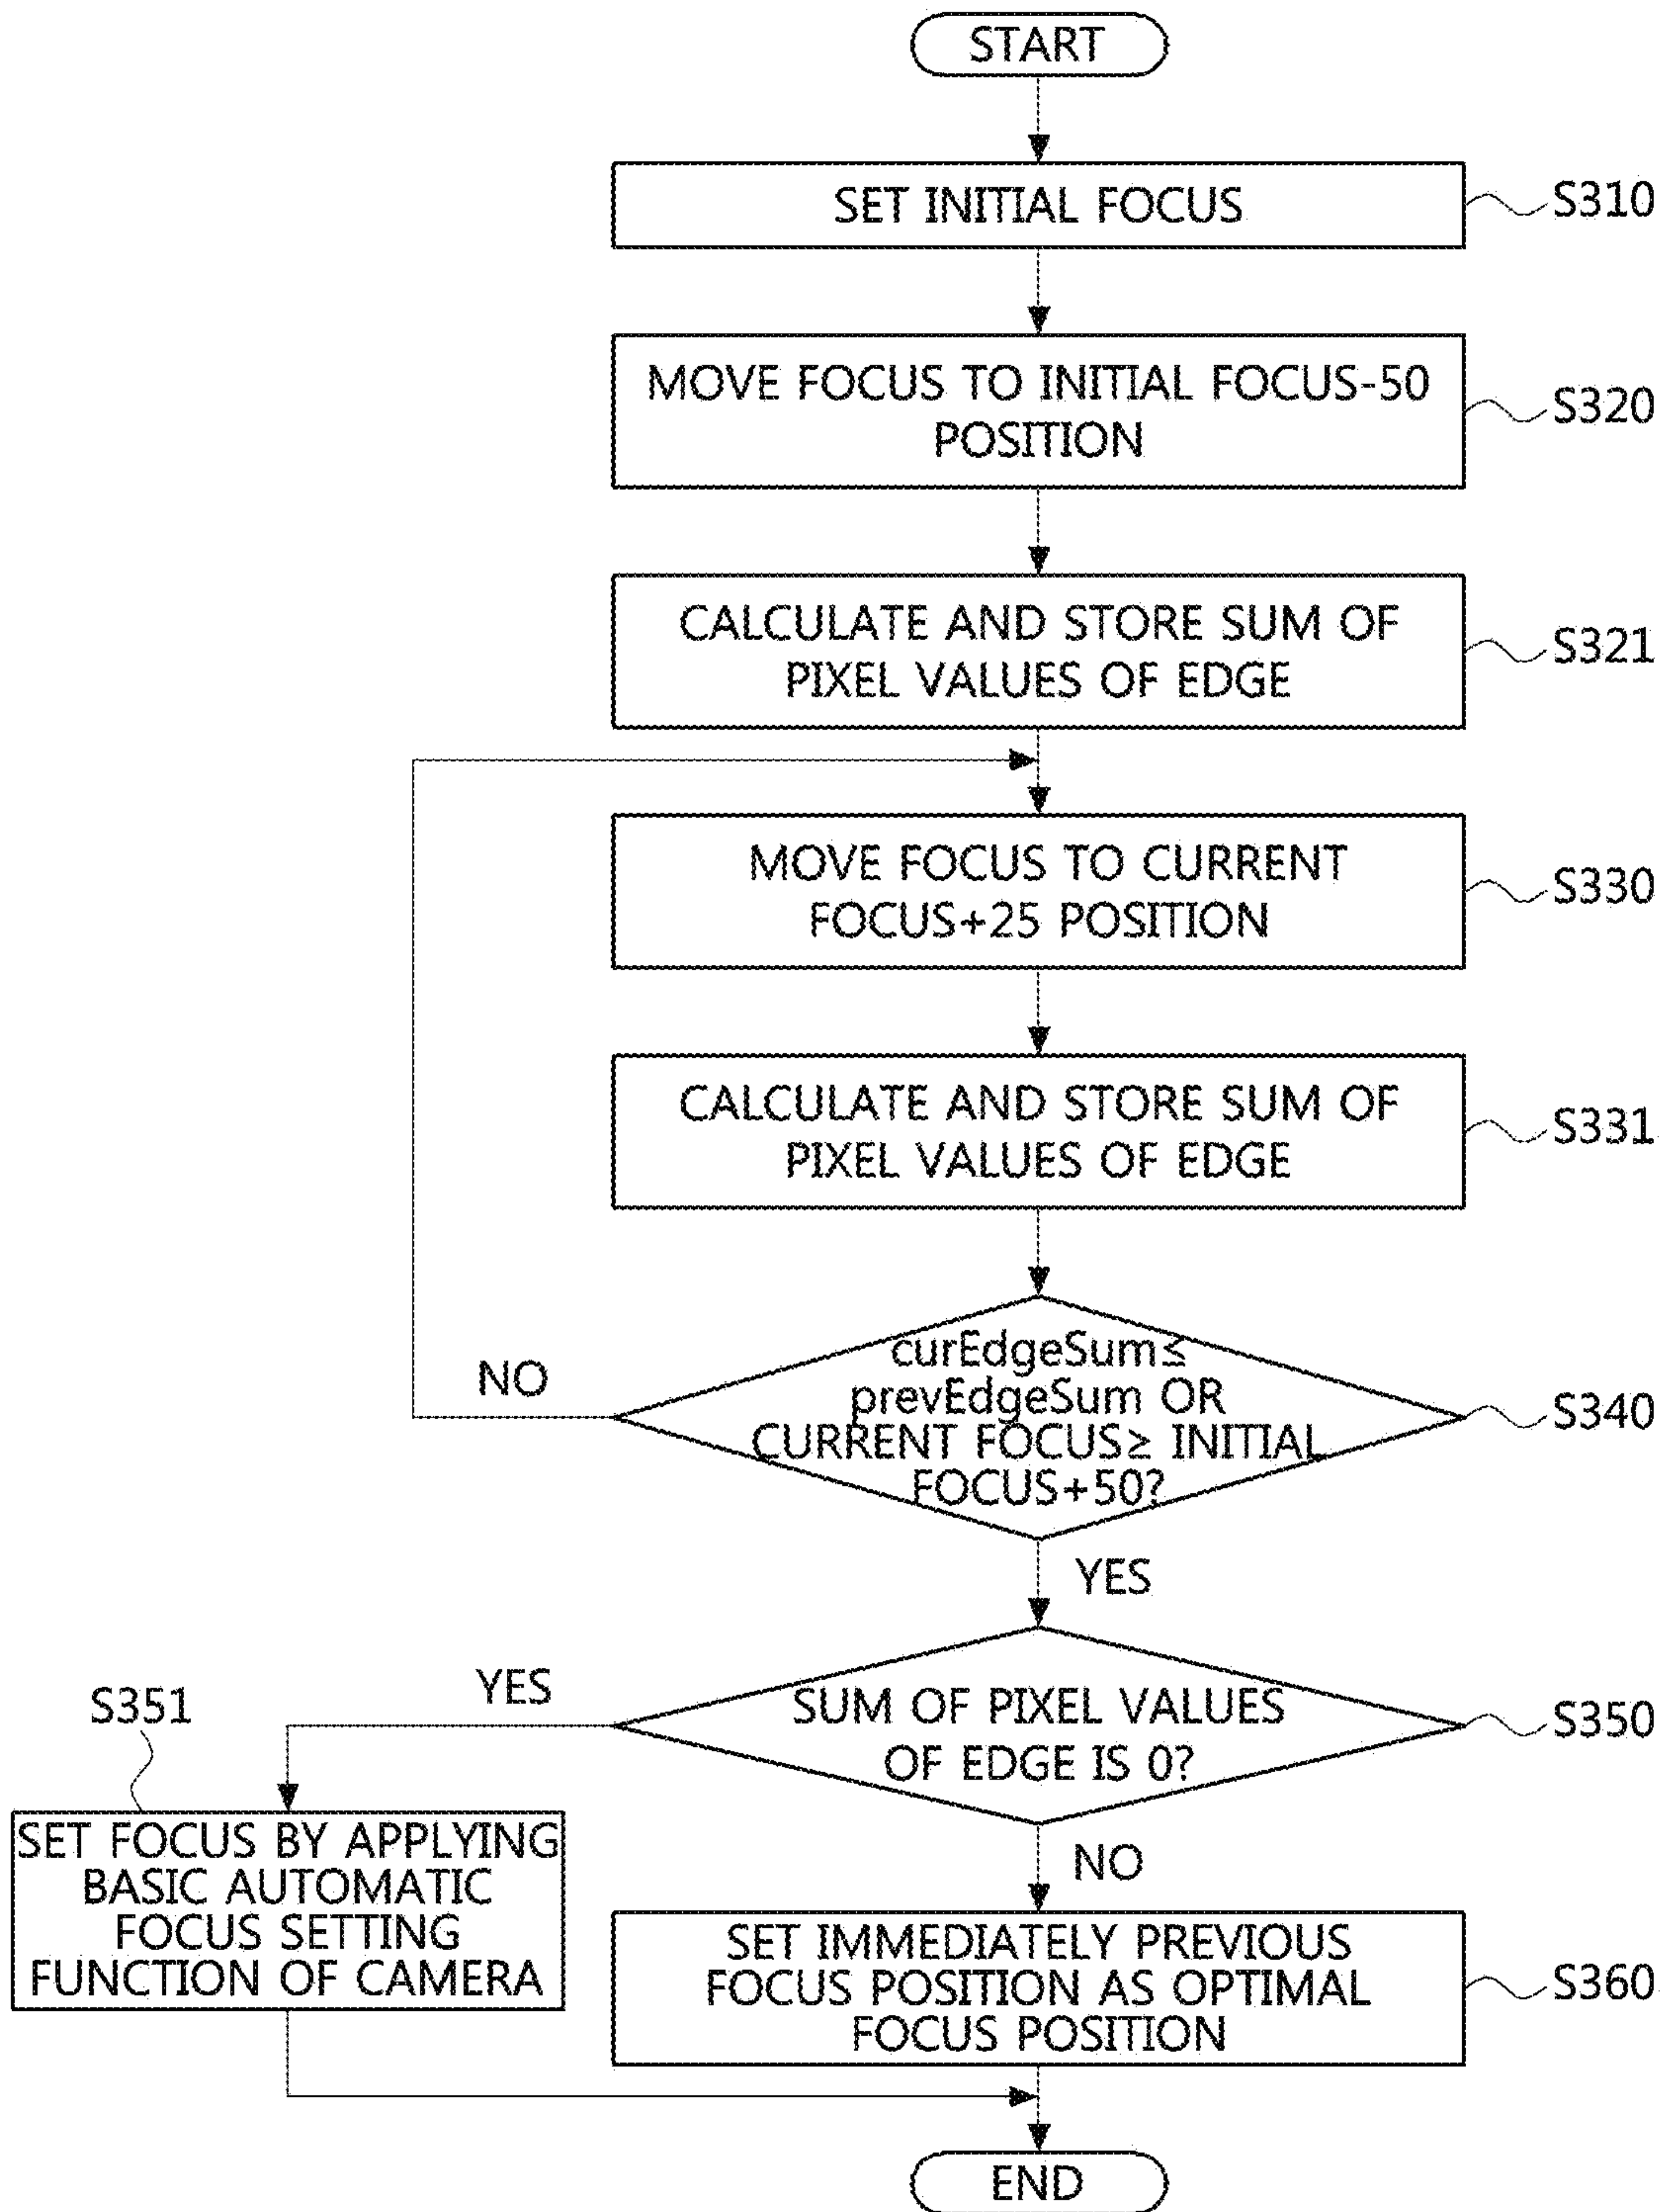 START
SET INITIAL FOCUS
S310
MOVE FOCUS TO INITIAL FOCUS-50
POSITION
S320
CALCULATE AND STORE SUM OF
PIXEL VALUES OF EDGE
S321
MOVE FOCUS TO CURRENT
FOCUS+25 POSITION
S330
CALCULATE AND STORE SUM OF
PIXEL VALUES OF EDGE
S331
curEdgeSum≤
prevEdgeSum OR
CURRENT FOCUS≥ INITIAL
FOCUS+50?
S340
NO
YES
SUM OF PIXEL VALUES
OF EDGE IS 0?
S350
YES
NO
S351
SET FOCUS BY APPLYING
BASIC AUTOMATIC
FOCUS SETTING
FUNCTION OF CAMERA
SET IMMEDIATELY PREVIOUS
FOCUS POSITION AS OPTIMAL
FOCUS POSITION
S360
END